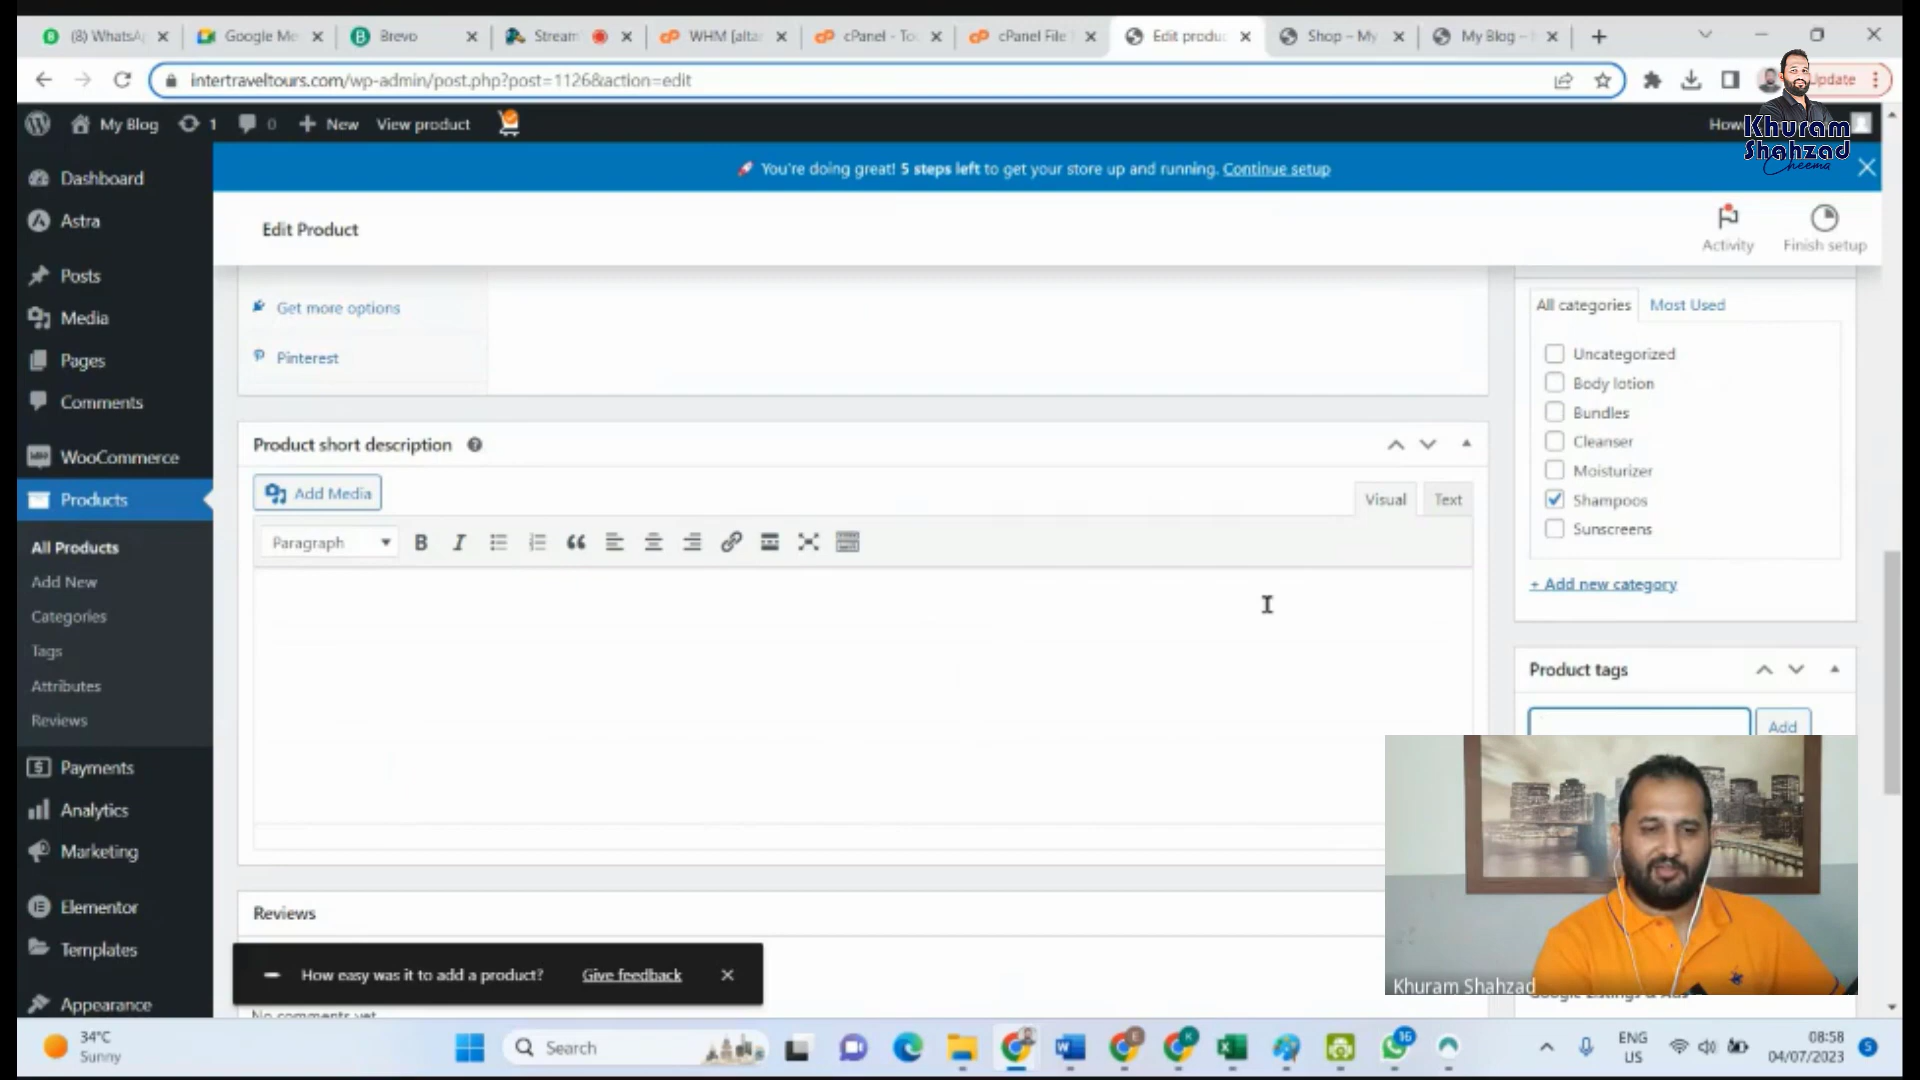 (8) WhatsA
Google Me
Brevo
Stream
WHM [alta
cPanel - To
cPanel File
Edit produ
Shop – My
My Blog –
intertraveltours.com/wp-admin/post.php?post=1126&action=edit
Update
My Blog
1
0
New
View product
How
Khuram
Shahzad
Cheema
You're doing great! 5 steps left to get your store up and running. Continue setup
Edit Product
Activity
Finish setup
Dashboard
Astra
Posts
Media
Pages
Comments
WooCommerce
Products
All Products
Add New
Categories
Tags
Attributes
Reviews
Payments
Analytics
Marketing
Elementor
Templates
Appearance
Get more options
Pinterest
Product short description
Add Media
Visual
Text
Paragraph
B
I
Reviews
No comments yet
How easy was it to add a product?
Give feedback
All categories
Most Used
Uncategorized
Body lotion
Bundles
Cleanser
Moisturizer
Shampoos
Sunscreens
+ Add new category
Product tags
Add
Khuram Shahzad
Google Listings & Ads
34°C
Sunny
Search
16
ENG
US
08:58
04/07/2023
5